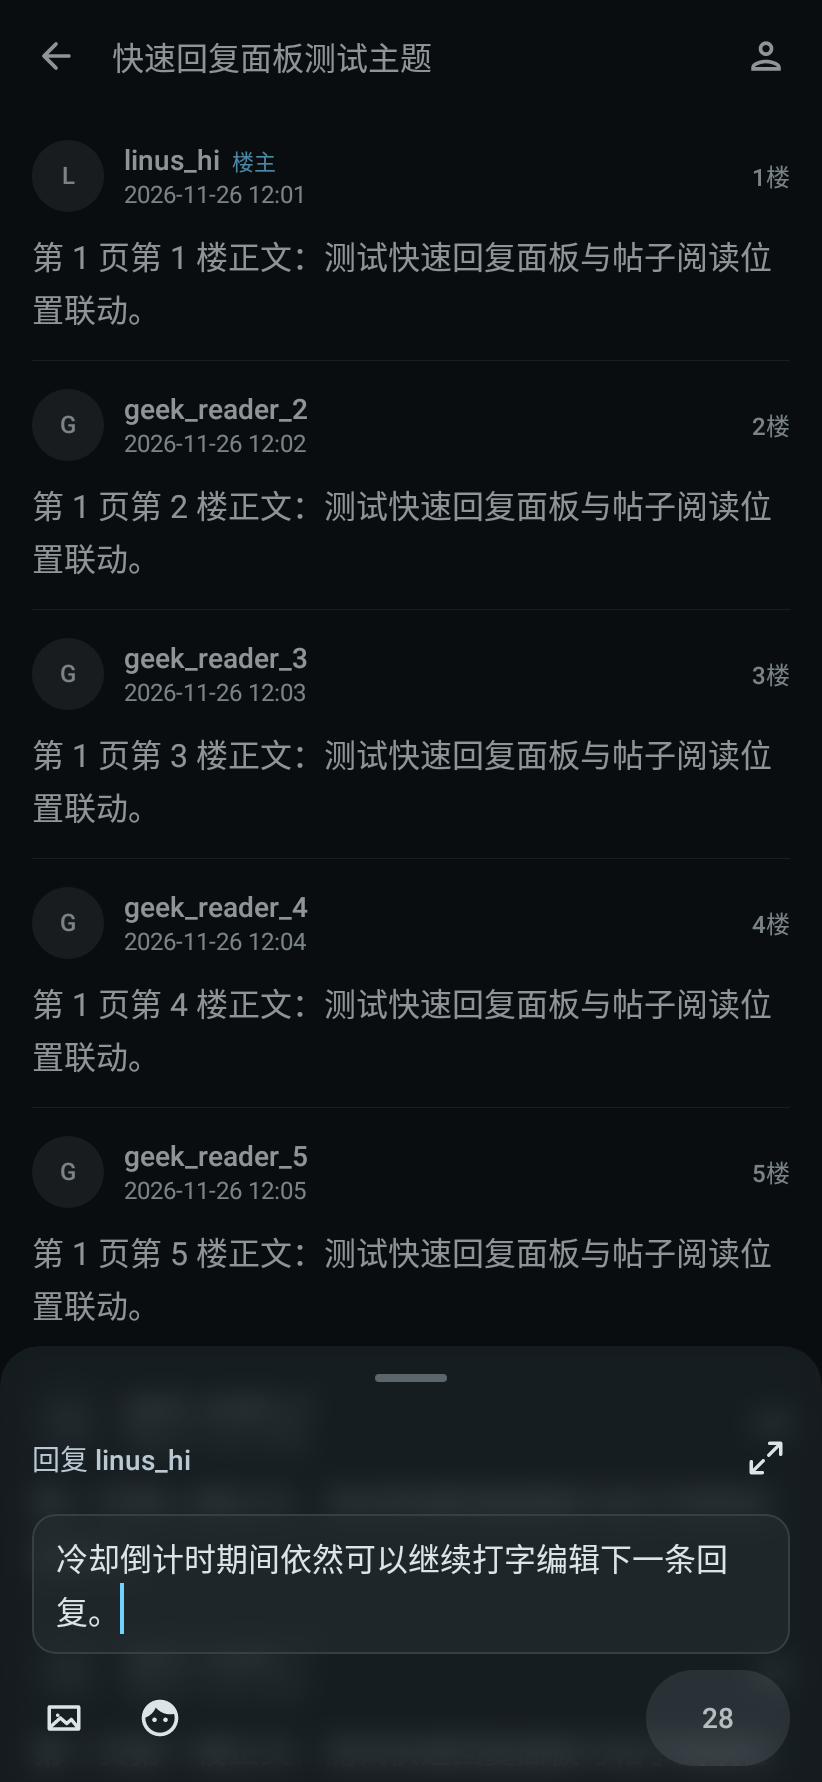 快速回复面板测试主题
L
linus_hi 楼主
2026-11-26 12:01
1楼
第 1 页第 1 楼正文：测试快速回复面板与帖子阅读位
置联动。
G
geek_reader_2
2026-11-26 12:02
2楼
第 1 页第 2 楼正文：测试快速回复面板与帖子阅读位
置联动。
G
geek_reader_3
2026-11-26 12:03
3楼
第 1 页第 3 楼正文：测试快速回复面板与帖子阅读位
置联动。
G
geek_reader_4
2026-11-26 12:04
4楼
第 1 页第 4 楼正文：测试快速回复面板与帖子阅读位
置联动。
G
geek_reader_5
2026-11-26 12:05
5楼
第 1 页第 5 楼正文：测试快速回复面板与帖子阅读位
置联动。
回复 linus_hi
冷却倒计时期间依然可以继续打字编辑下一条回
复。
28